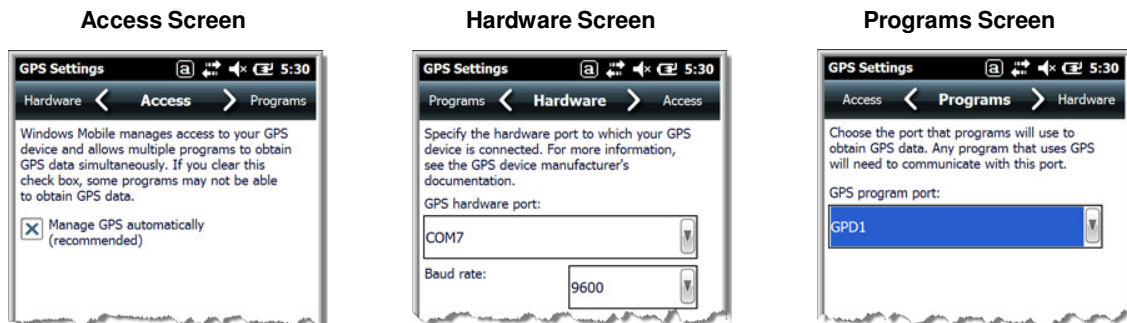 Access Screen
Hardware Screen
Programs Screen
GPS Settings a 5:30
Hardware Access Programs
Windows Mobile manages access to your GPS
device and allows multiple programs to obtain
GPS data simultaneously. If you clear this
check box, some programs may not be able
to obtain GPS data.
Manage GPS automatically
(recommended)
GPS Settings a 5:30
Programs Hardware Access
Specify the hardware port to which your GPS
device is connected. For more information,
see the GPS device manufacturer's
documentation.
GPS hardware port:
COM7
Baud rate:
9600
GPS Settings a 5:30
Access Programs Hardware
Choose the port that programs will use to
obtain GPS data. Any program that uses GPS
will need to communicate with this port.
GPS program port:
GPD1